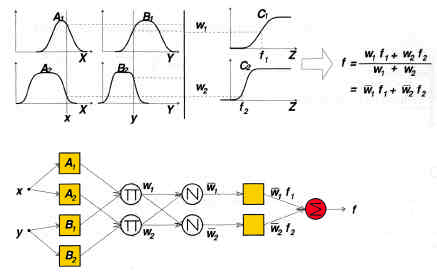 A₁ B₁ C₁
w₁
X Y f₁ Z
A₂ B₂ C₂
w₂
X Y f₂ Z
x y
f = (w₁ f₁ + w₂ f₂) / (w₁ + w₂)
= w̅₁ f₁ + w̅₂ f₂
A₁
x A₂ Π w₁ N w̅₁ w̅₁ f₁
Σ f
y B₁ Π w₂ N w̅₂ w̅₂ f₂
B₂